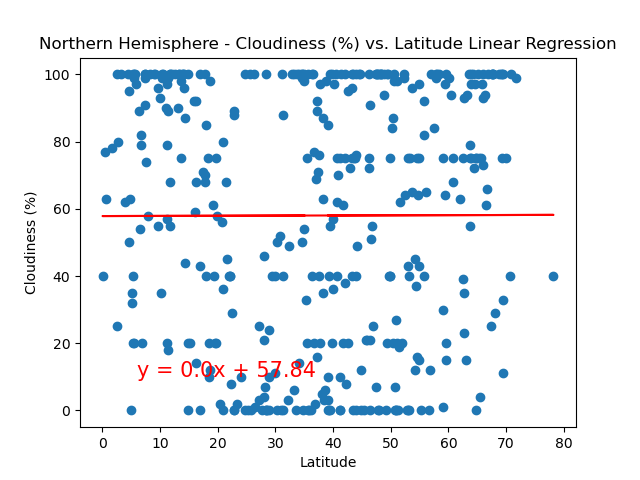 Northern Hemisphere - Cloudiness (%) vs. Latitude Linear Regression
100
80
60
40
20
0
Cloudiness (%)
y = 0.0x + 57.84
0 10 20 30 40 50 60 70 80
Latitude